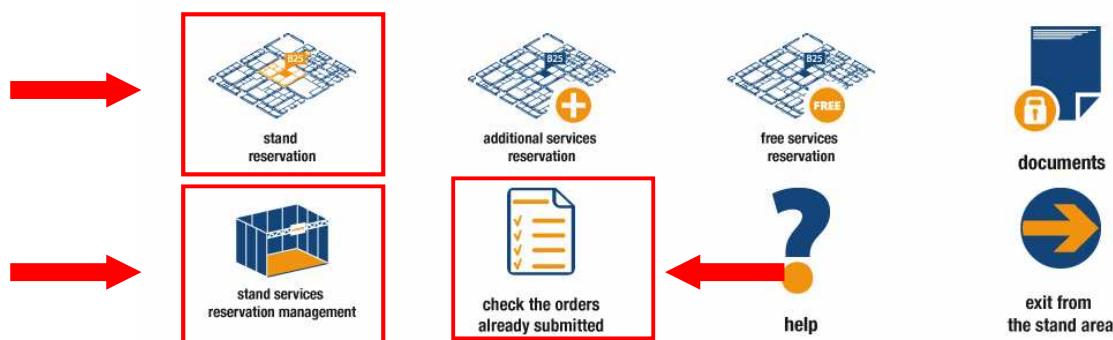 B25
stand
reservation
B25
additional services
reservation
B25
FREE
free services
reservation
documents
stand services
reservation management
check the orders
already submitted
?
help
exit from
the stand area